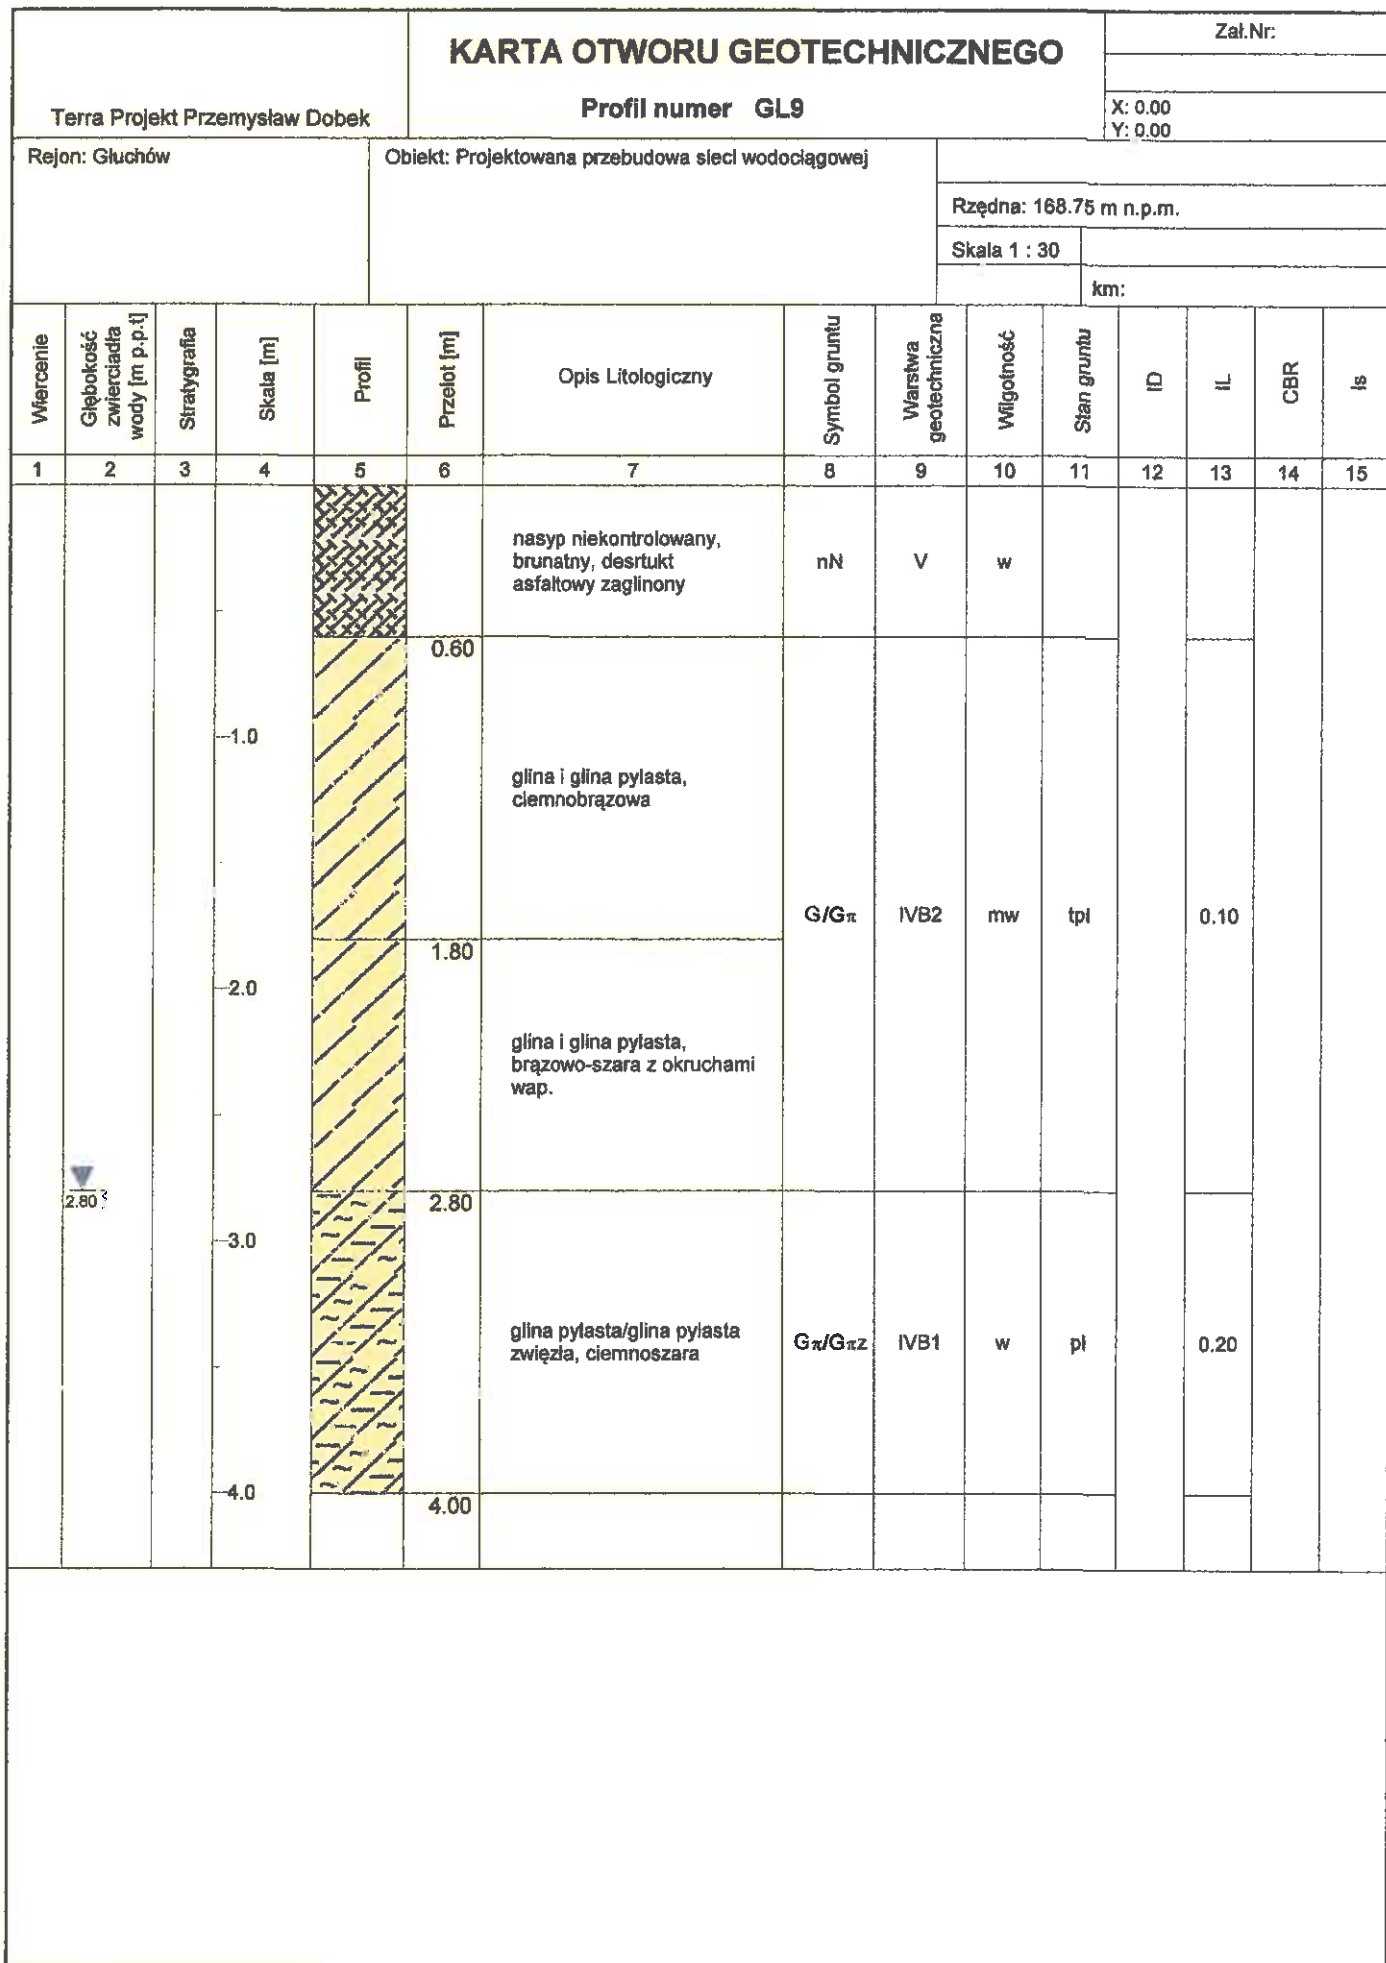 Terra Projekt Przemysław Dobek
KARTA OTWORU GEOTECHNICZNEGO
Profil numer GL9
Zał.Nr:
X: 0.00
Y: 0.00
Rejon: Głuchów
Obiekt: Projektowana przebudowa sieci wodociągowej
Rzędna: 168.75 m n.p.m.
Skala 1 : 30
km:
Wiercenie
Głębokość
zwierciadła
wody [m p.p.t]
Stratygrafia
Skala [m]
Profil
Przelot [m]
Opis Litologiczny
Symbol gruntu
Warstwa
geotechniczna
Wilgotność
Stan gruntu
ID
IL
CBR
Is
1 2 3 4 5 6 7 8 9 10 11 12 13 14 15
nasyp niekontrolowany,
brunatny, desrtukt
asfaltowy zaglinony
nN V w
0.60
1.0
glina i glina pylasta,
ciemnobrązowa
G/Gπ IVB2 mw tpl 0.10
1.80
2.0
glina i glina pylasta,
brązowo-szara z okruchami
wap.
2.80
2.80
3.0
glina pylasta/glina pylasta
zwięzła, ciemnoszara
Gπ/Gπz IVB1 w pl 0.20
4.0
4.00